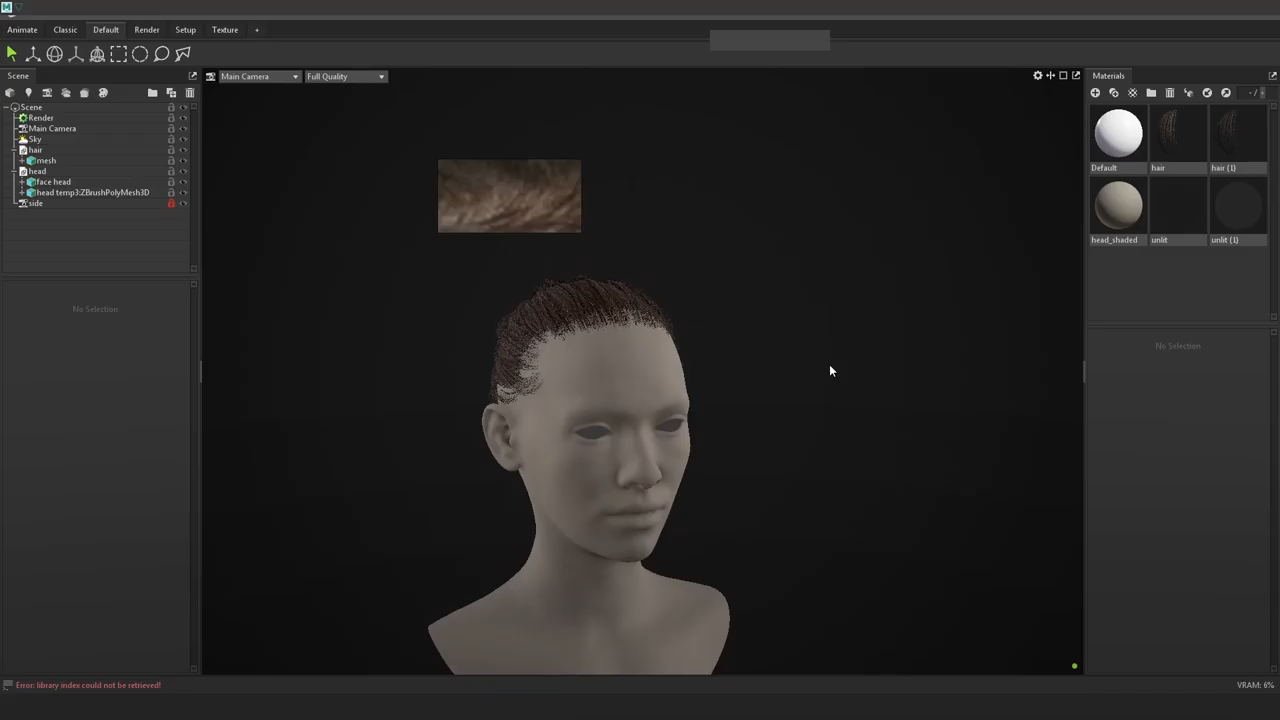 Animate Classic Default Render Setup Texture +
Scene
Main Camera Full Quality
Materials
- /
Scene
Render
Main Camera
Sky
hair
mesh
head
face head
head temp3:ZBrushPolyMesh3D
side
No Selection
Default hair hair (1)
head_shaded unlit unlit (1)
No Selection
Error: library index could not be retrieved!
VRAM: 6%